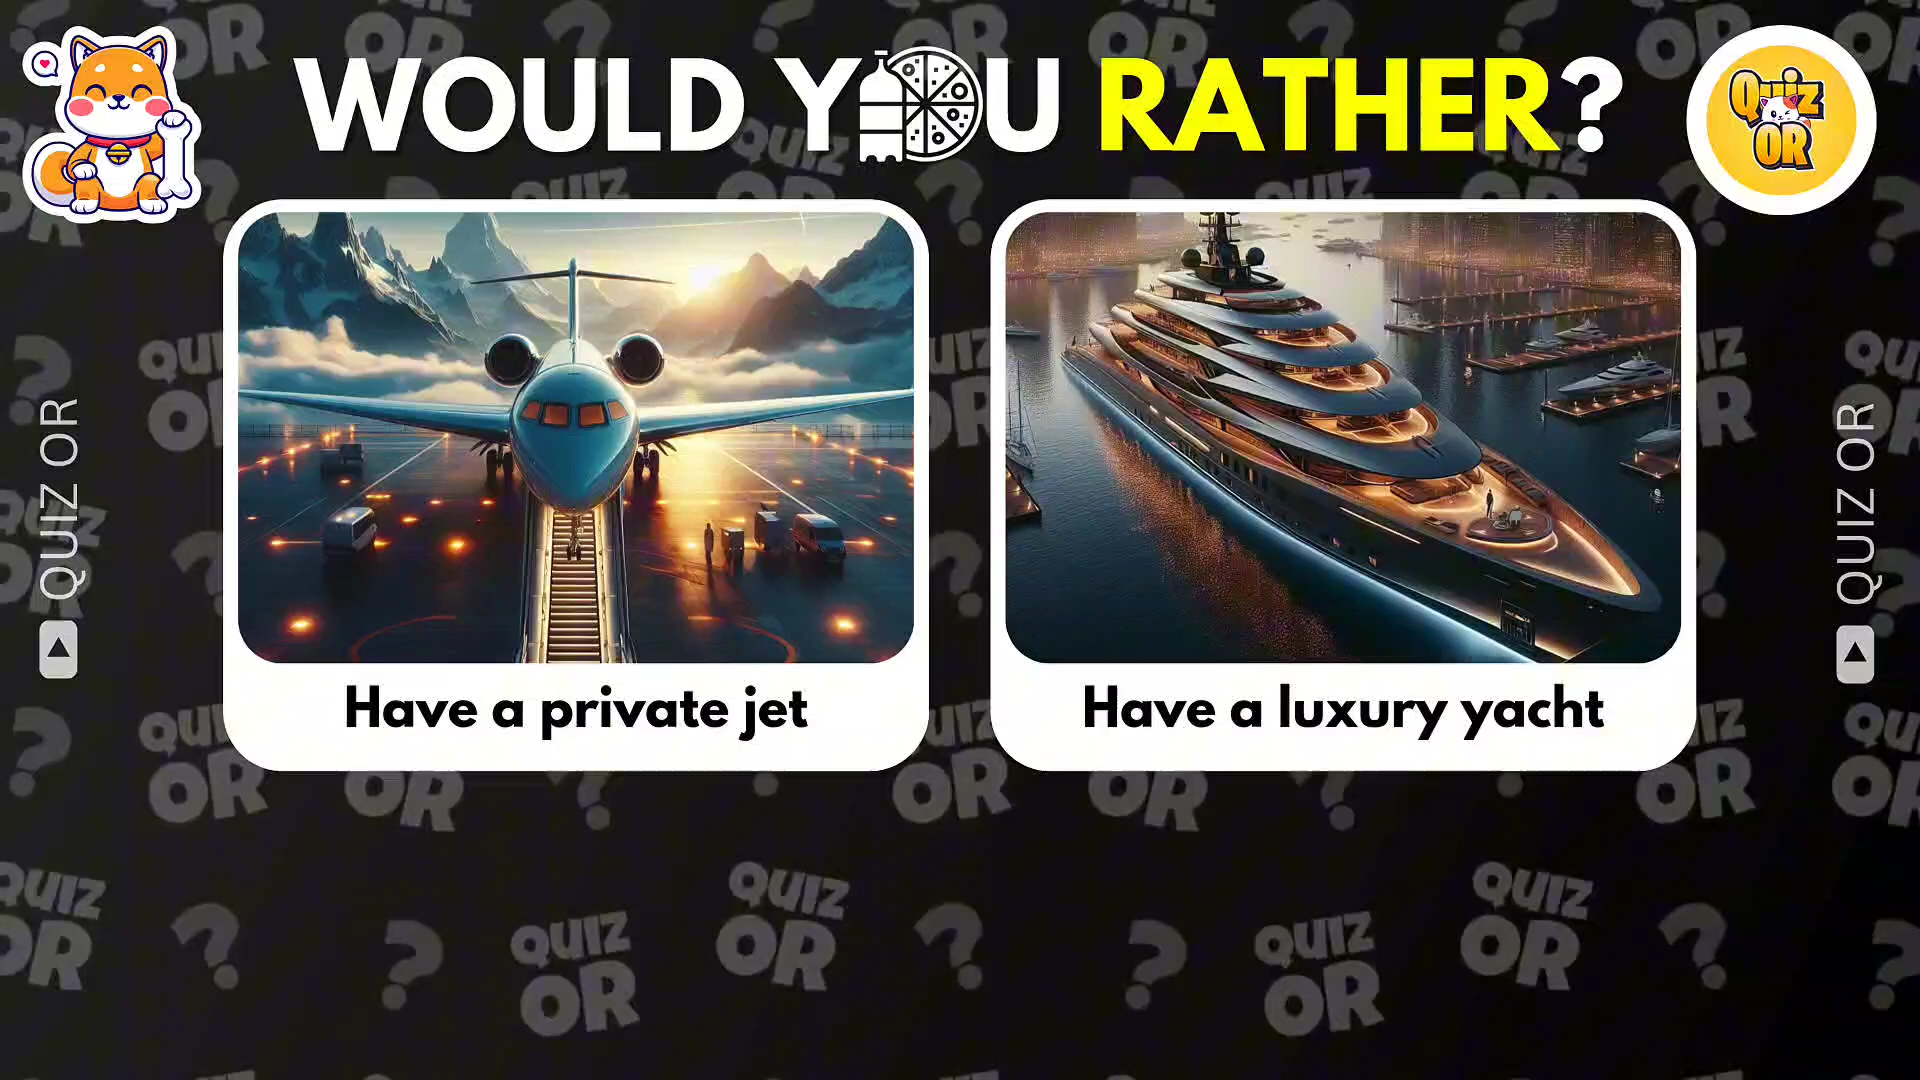 WOULD YOU RATHER?
Quiz
OR
QUIZ OR
QUIZ OR
Have a private jet
Have a luxury yacht